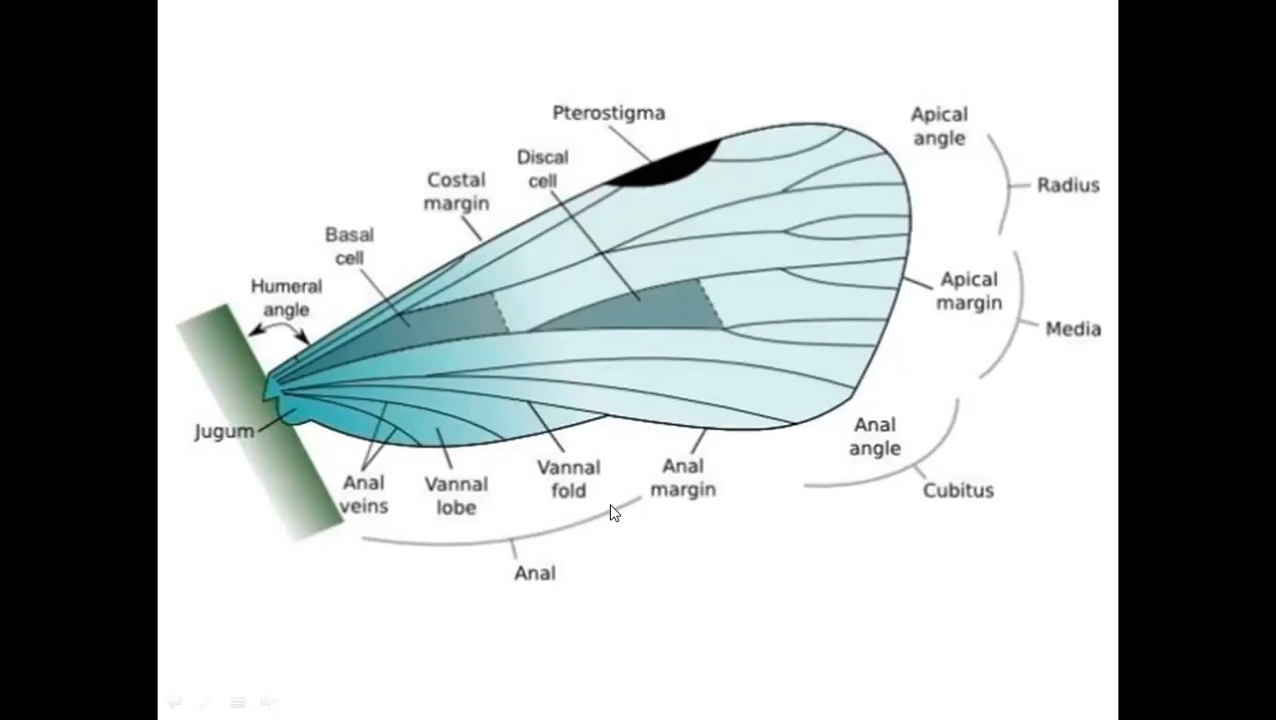 Pterostigma
Apical
angle
Discal
cell
Costal
margin
Radius
Basal
cell
Humeral
angle
Apical
margin
Media
Jugum
Anal
angle
Anal
veins
Vannal
lobe
Vannal
fold
Anal
margin
Cubitus
Anal